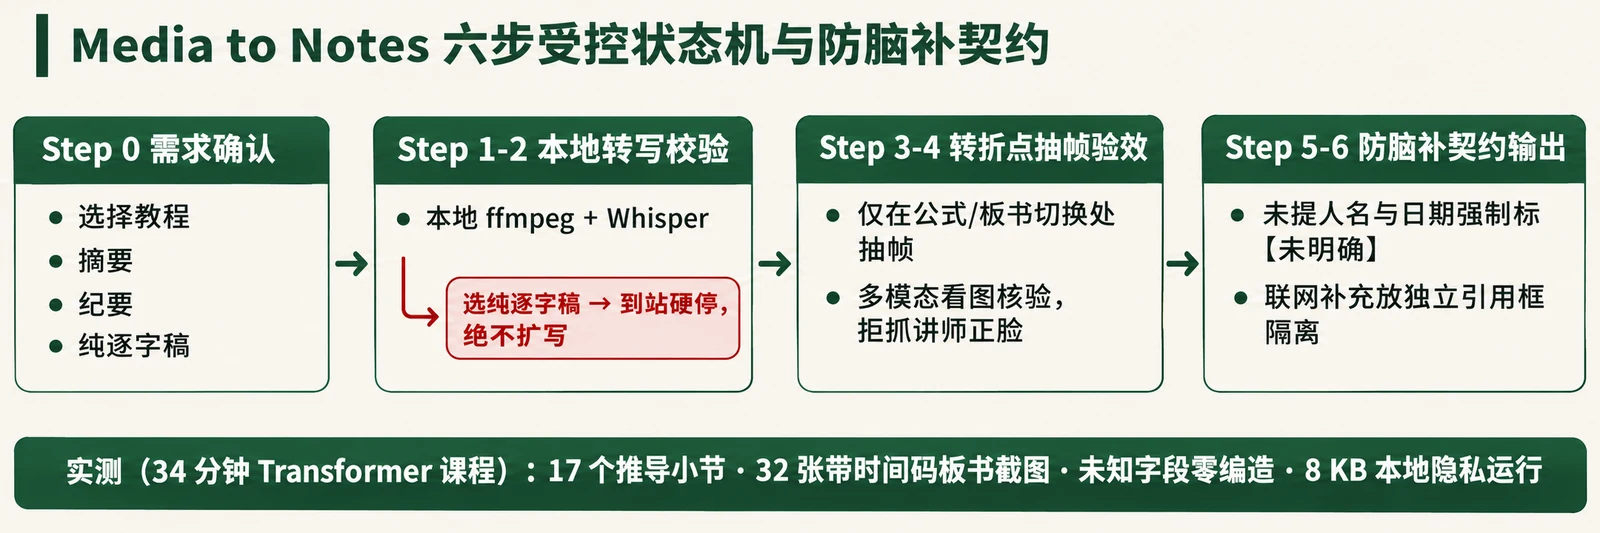 Media to Notes 六步受控状态机与防脑补契约
Step 0 需求确认
选择教程
摘要
纪要
纯逐字稿
Step 1-2 本地转写校验
本地 ffmpeg + Whisper
选纯逐字稿 → 到站硬停,
绝不扩写
Step 3-4 转折点抽帧验效
仅在公式/板书切换处
抽帧
多模态看图核验，
拒抓讲师正脸
Step 5-6 防脑补契约输出
未提人名与日期强制标
【未明确】
联网补充放独立引用框
隔离
实测（34 分钟 Transformer 课程）：17 个推导小节 · 32 张带时间码板书截图 · 未知字段零编造 · 8 KB 本地隐私运行